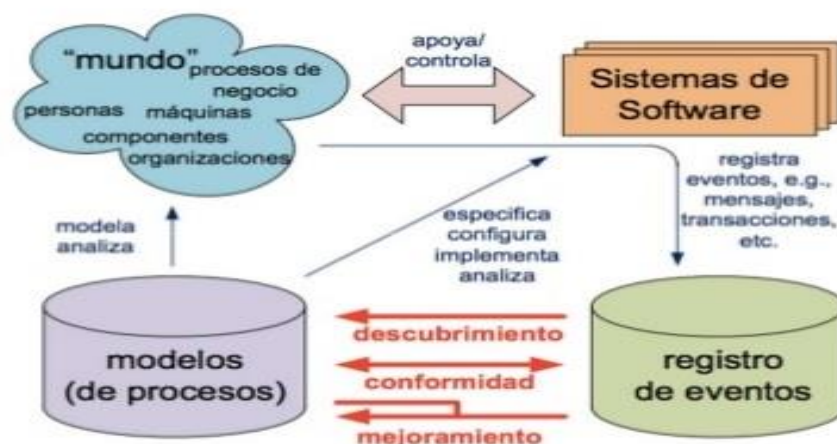 “mundo”
procesos de
negocio
personas
máquinas
componentes
organizaciones
apoya/
controla
Sistemas de
Software
modela
analiza
especifica
configura
implementa
analiza
registra
eventos, e.g.,
mensajes,
transacciones,
etc.
modelos
(de procesos)
descubrimiento
conformidad
mejoramiento
registro
de eventos